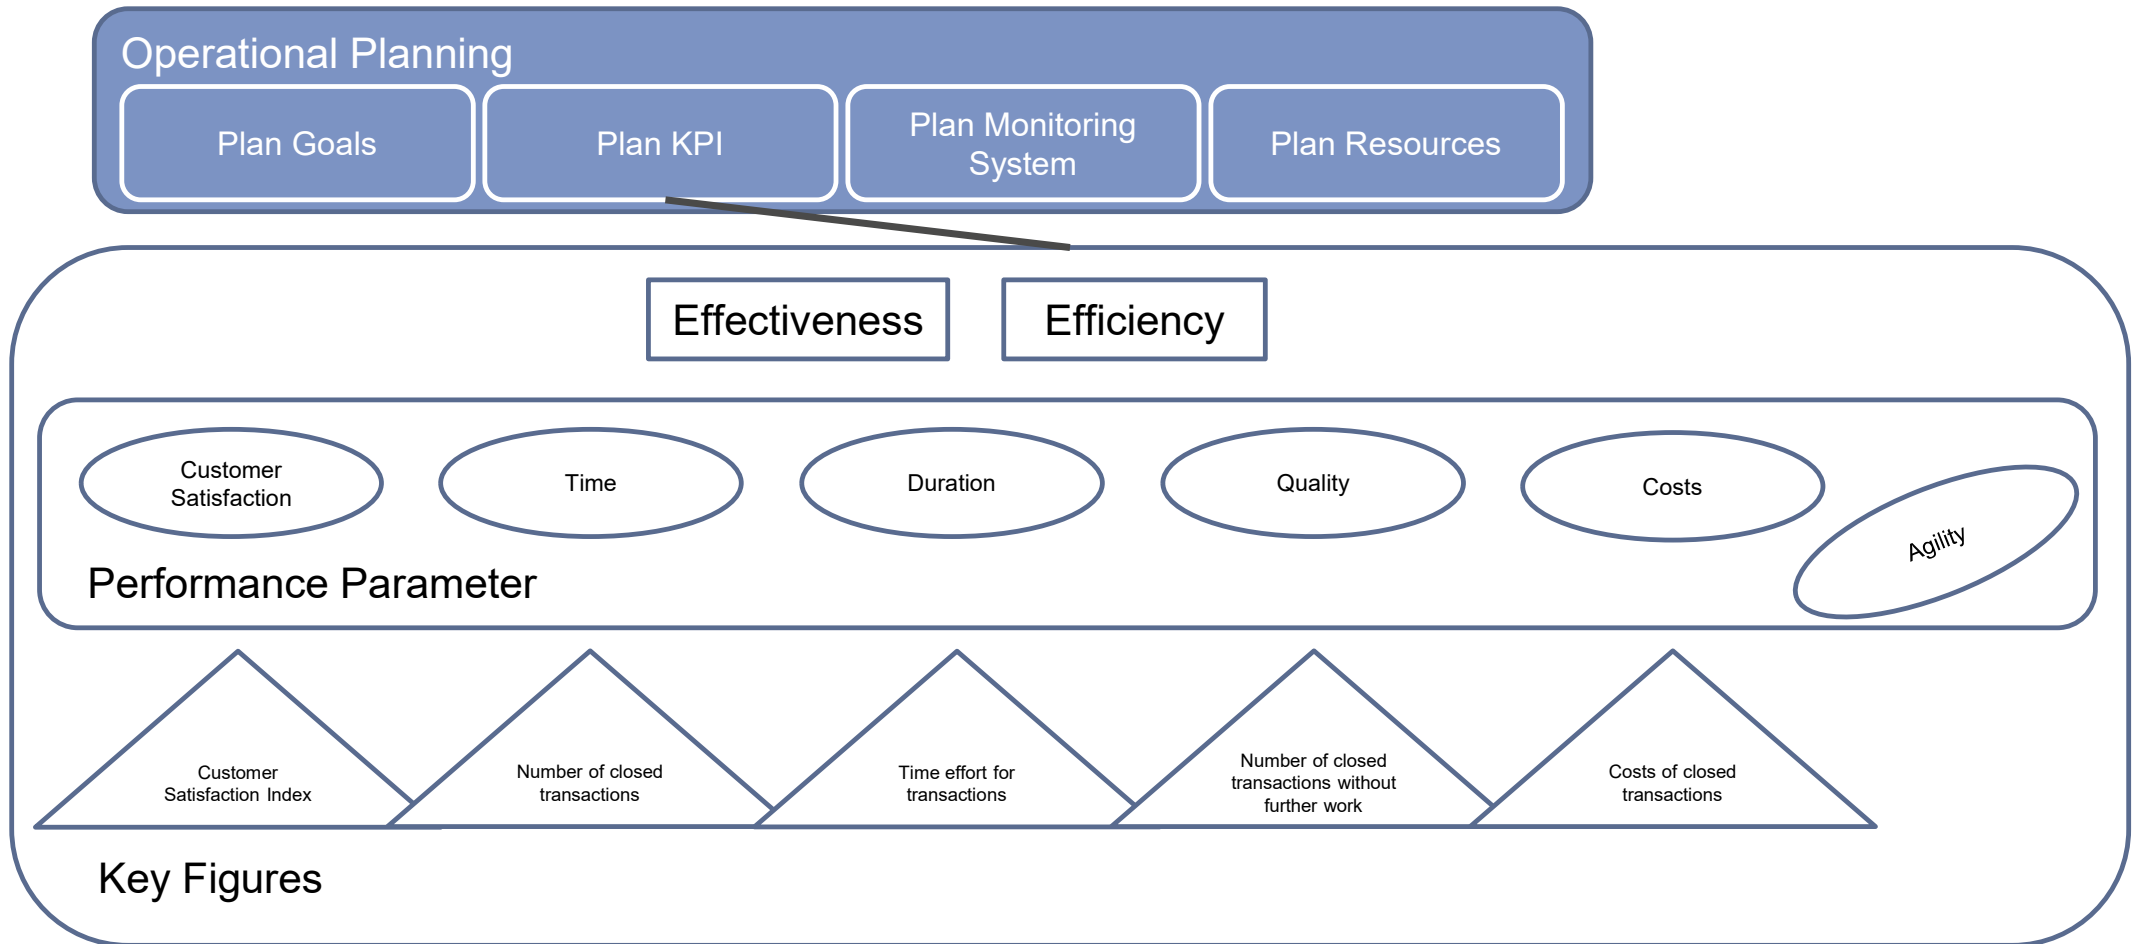 Operational Planning
Plan Goals
Plan KPI
Plan Monitoring
System
Plan Resources
Effectiveness
Efficiency
Customer
Satisfaction
Time
Duration
Quality
Costs
Agility
Performance Parameter
Customer
Satisfaction Index
Number of closed
transactions
Time effort for
transactions
Number of closed
transactions without
further work
Costs of closed
transactions
Key Figures